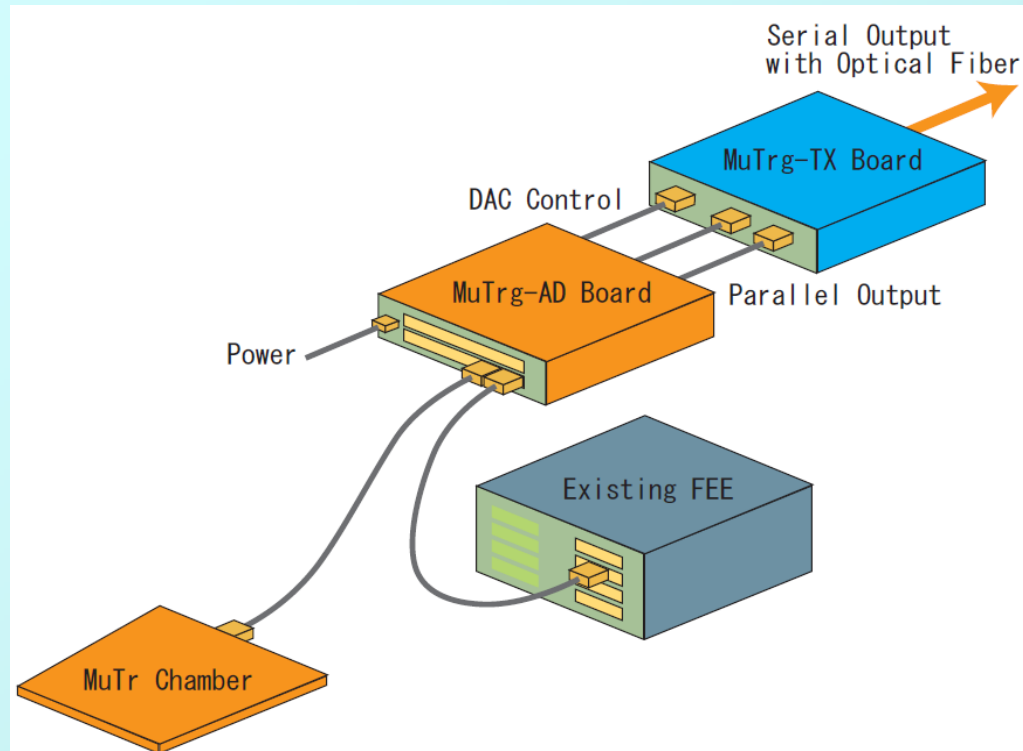 Serial Output
with Optical Fiber
MuTrg-TX Board
DAC Control
MuTrg-AD Board
Parallel Output
Power
Existing FEE
MuTr Chamber